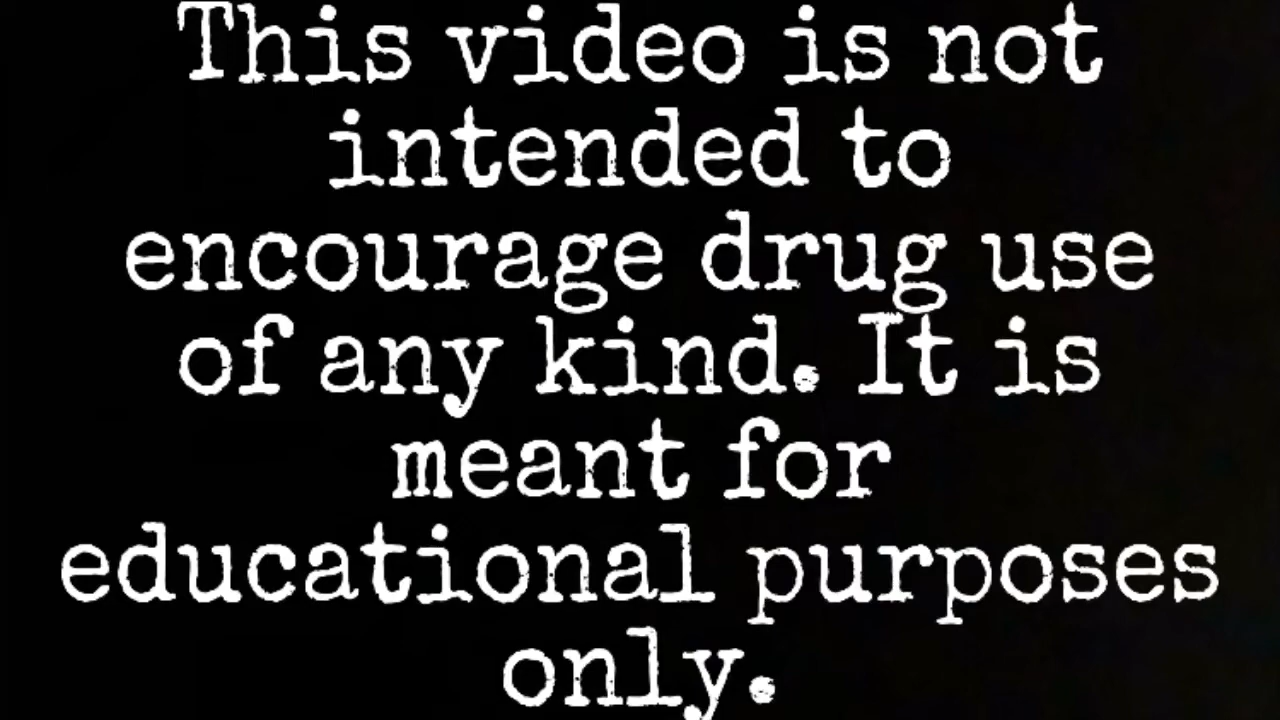 This video is not
intended to
encourage drug use
of any kind. It is
meant for
educational purposes
only.